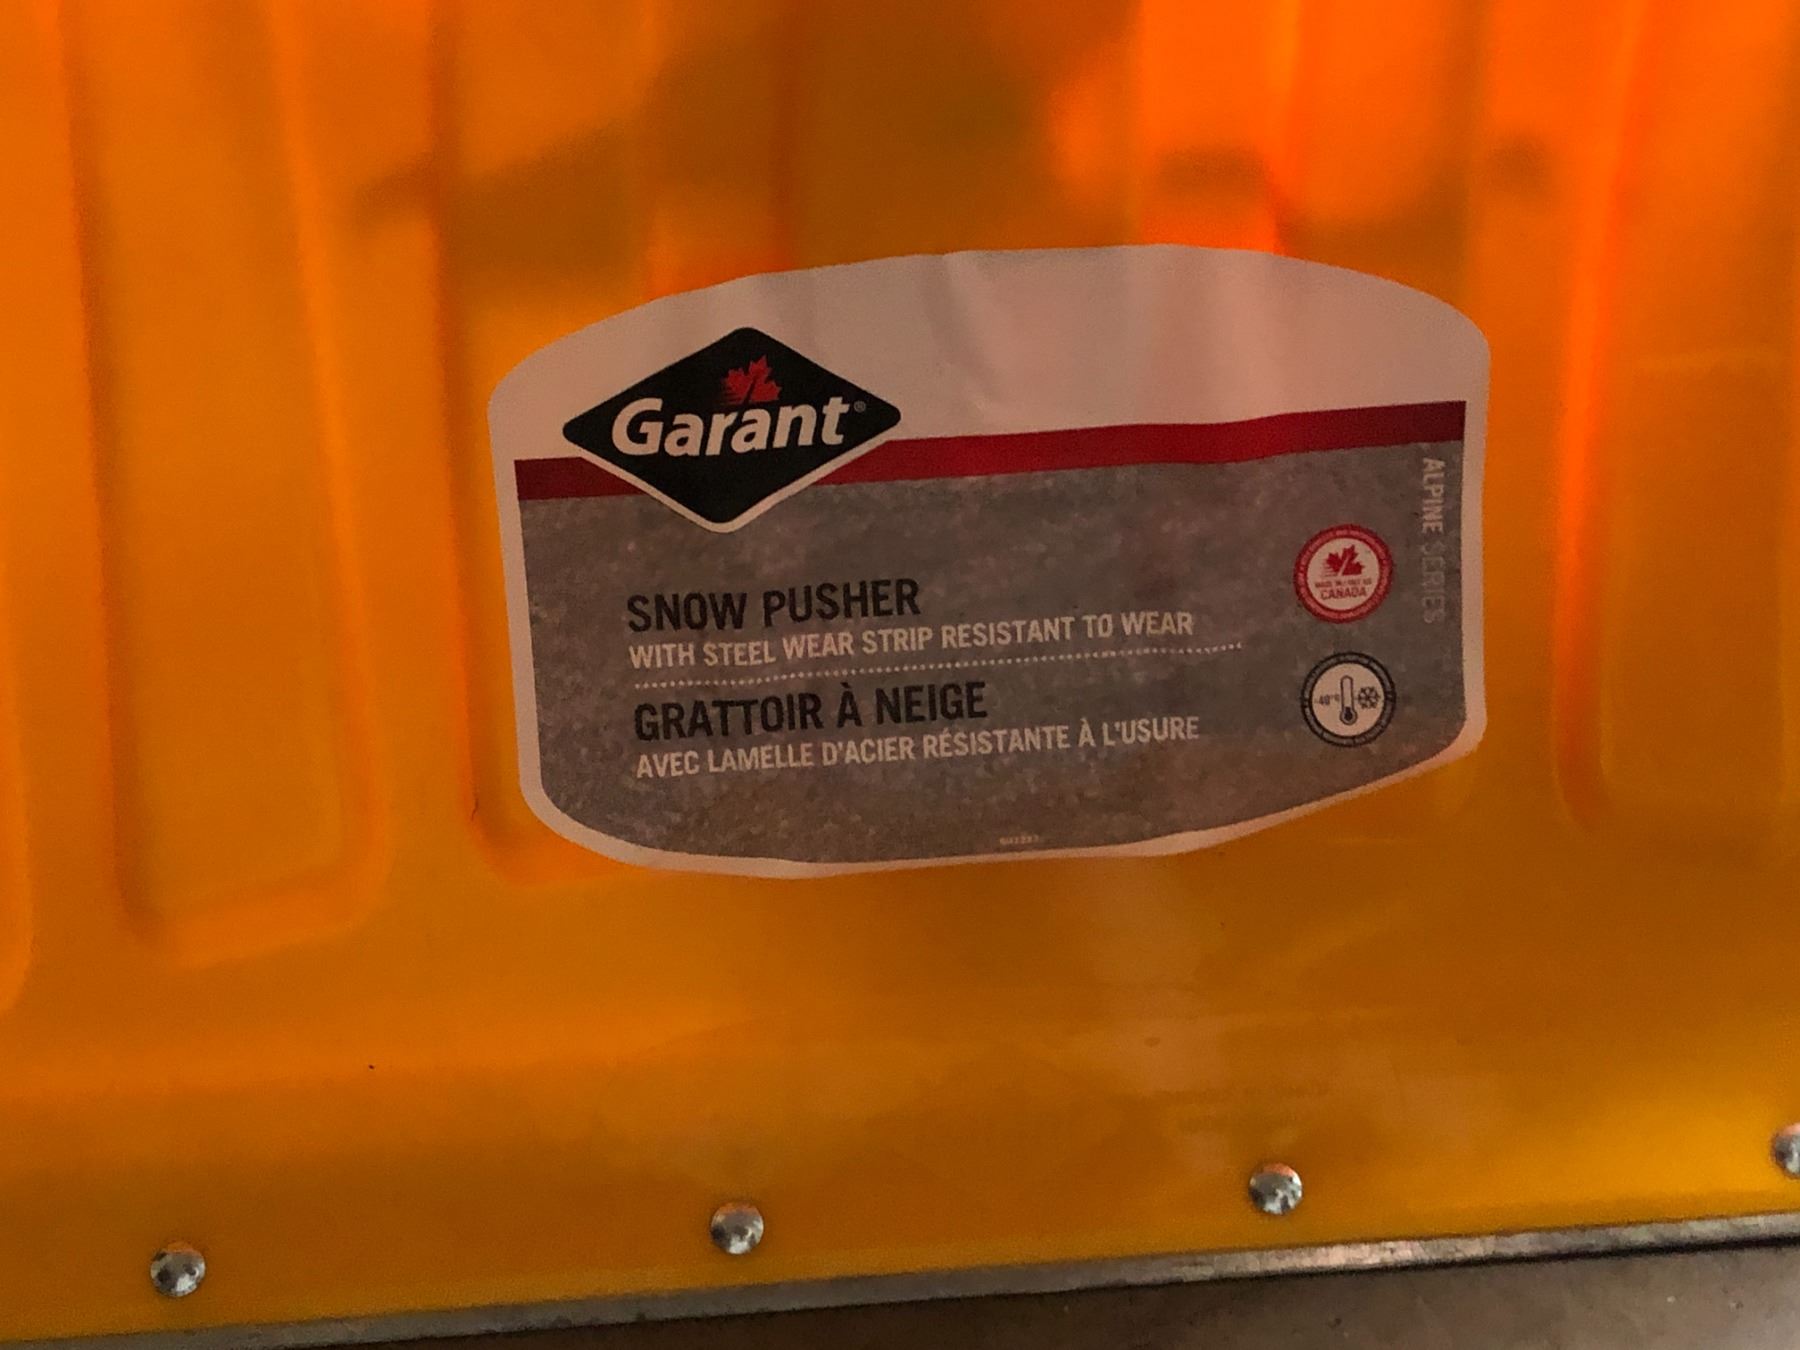 Garant®
SNOW PUSHER
WITH STEEL WEAR STRIP RESISTANT TO WEAR
GRATTOIR À NEIGE
AVEC LAMELLE D'ACIER RÉSISTANTE À L'USURE
ALPINE SERIES
CANADA
-40°